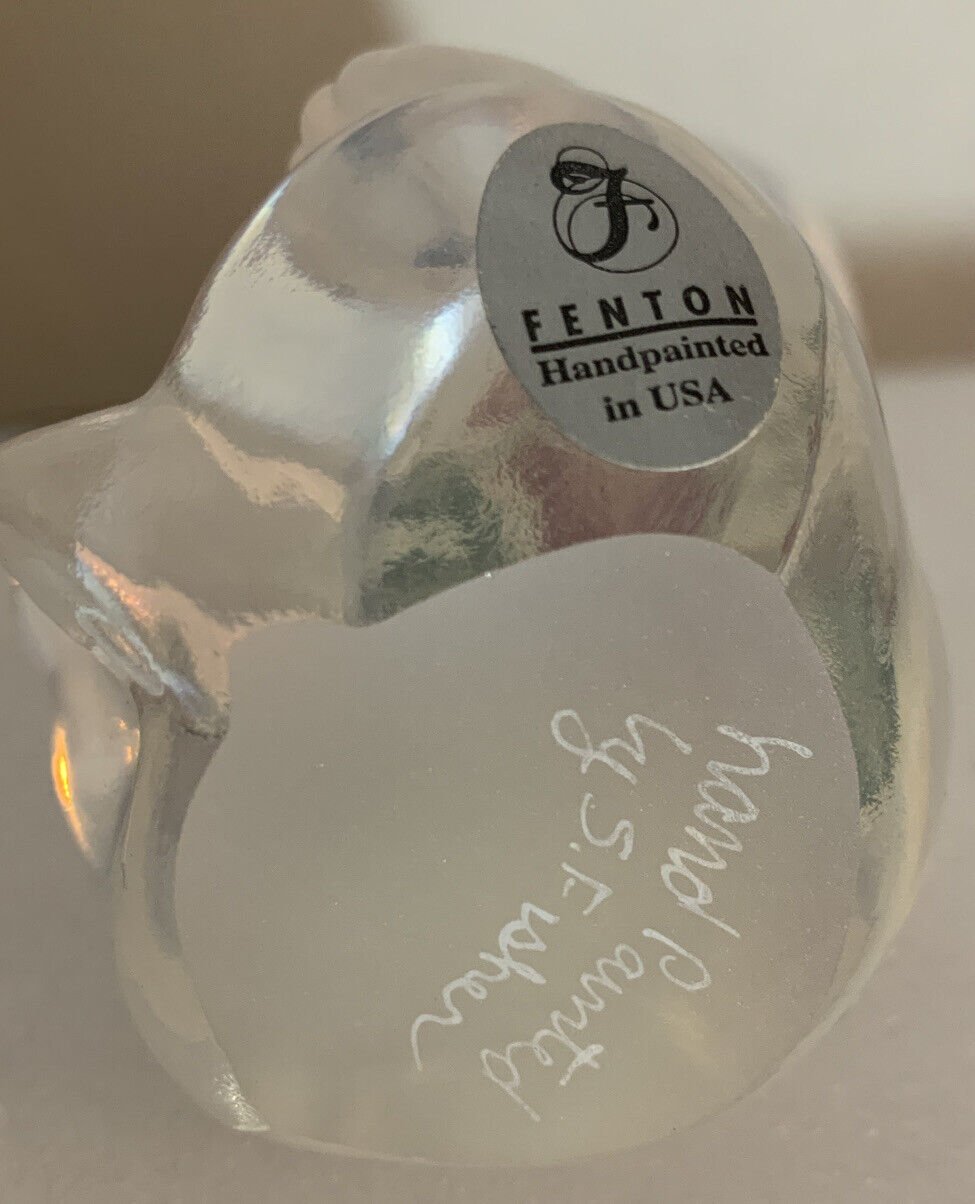 F
FENTON
Handpainted
in USA
hand Painted
by S. Fisher